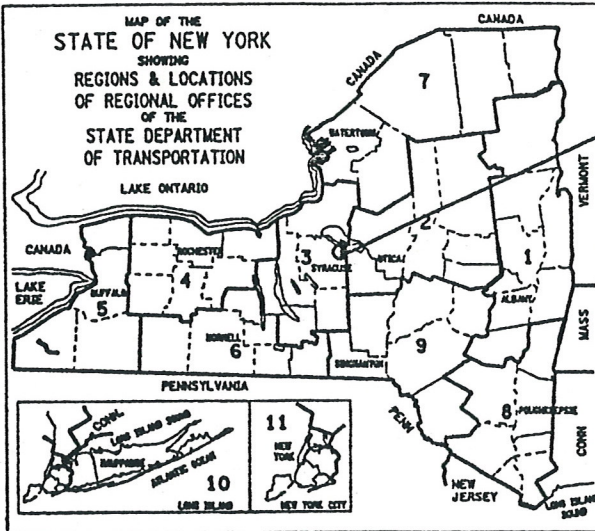 MAP OF THE
STATE OF NEW YORK
SHOWING
REGIONS & LOCATIONS
OF REGIONAL OFFICES
OF THE
STATE DEPARTMENT
OF TRANSPORTATION
LAKE ONTARIO
CANADA
CANADA
7
WATERTOWN
VERMONT
CANADA
LAKE
ERIE
BUFFALO
5
ROCHESTER
4
3
SYRACUSE
UTICA
2
1
ALBANY
MASS
HORNELL
6
BINGHAMTON
9
PENNSYLVANIA
PENN
8
POUGHKEEPSIE
CONN
NEW
JERSEY
LONG ISLAND
SOUND
CONN.
LONG ISLAND SOUND
HAUPPAUGE
ATLANTIC OCEAN
10
LONG ISLAND
11
NEW
YORK
NEW YORK CITY